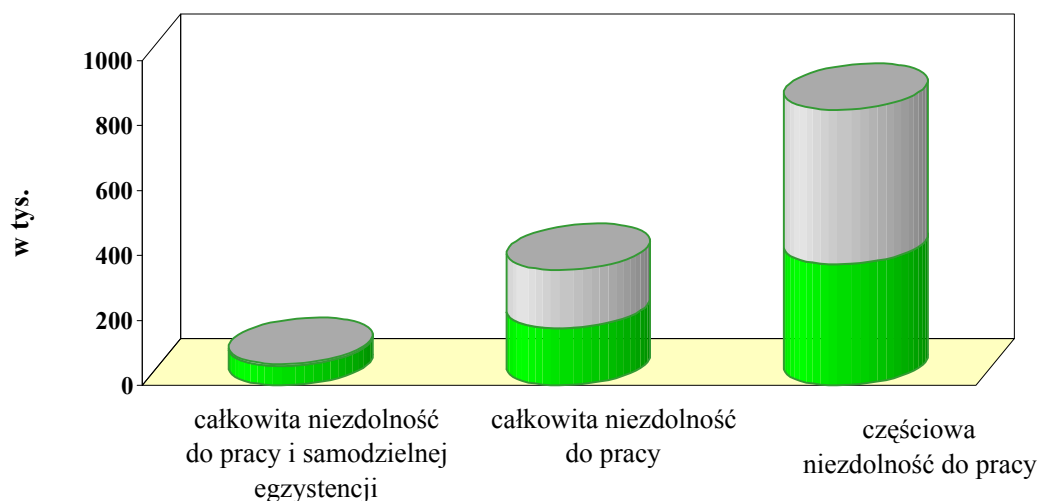 1000
800
600
400
200
0
w tys.
całkowita niezdolność
do pracy i samodzielnej
egzystencji
całkowita niezdolność
do pracy
częściowa
niezdolność do pracy